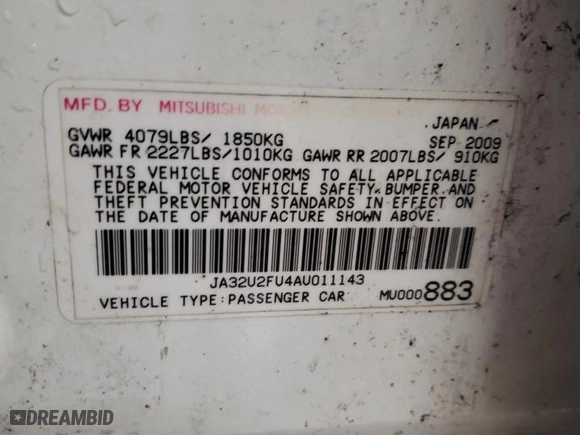 MFD. BY MITSUBISHI
JAPAN
GVWR 4079LBS/ 1850KG SEP 2009
GAWR FR 2227LBS/1010KG GAWR RR 2007LBS/ 910KG
THIS VEHICLE CONFORMS TO ALL APPLICABLE
FEDERAL MOTOR VEHICLE SAFETY, BUMPER, AND
THEFT PREVENTION STANDARDS IN EFFECT ON
THE DATE OF MANUFACTURE SHOWN ABOVE.
JA32U2FU4AU011143
VEHICLE TYPE:PASSENGER CAR MU000883
DREAMBID